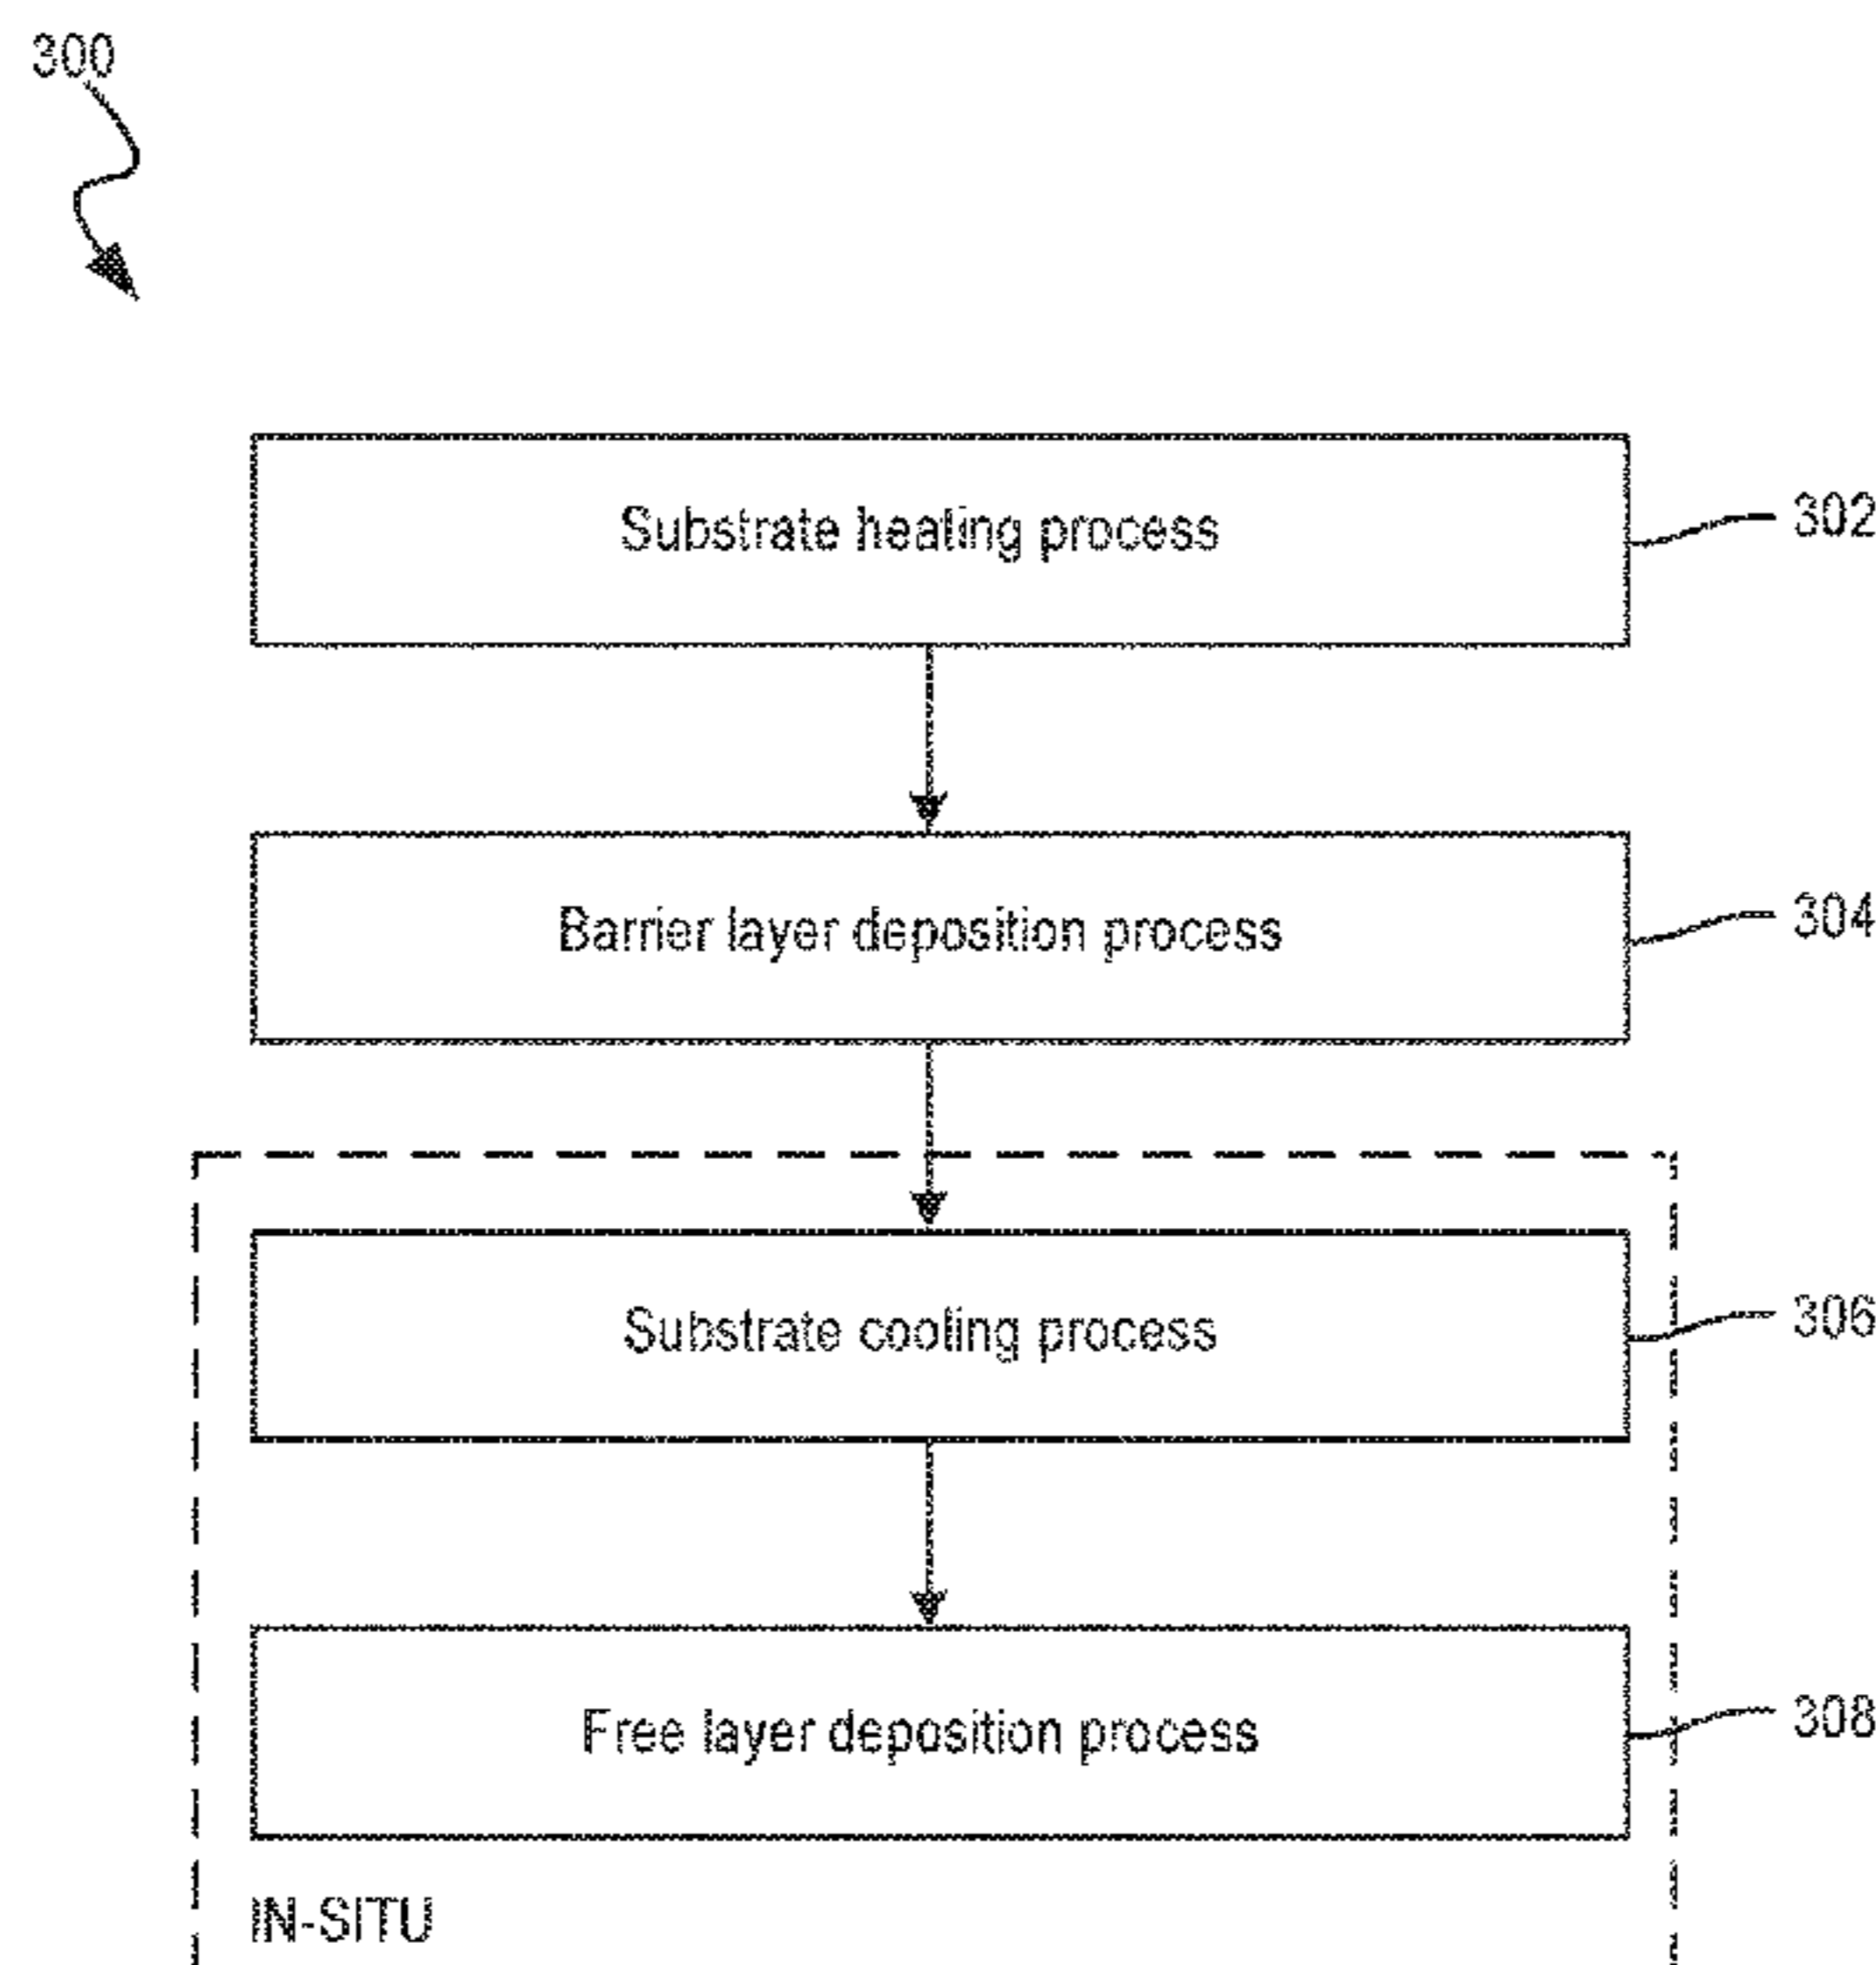 300
Substrate heating process
302
Barrier layer deposition process
304
Substrate cooling process
306
Free layer deposition process
308
IN-SITU